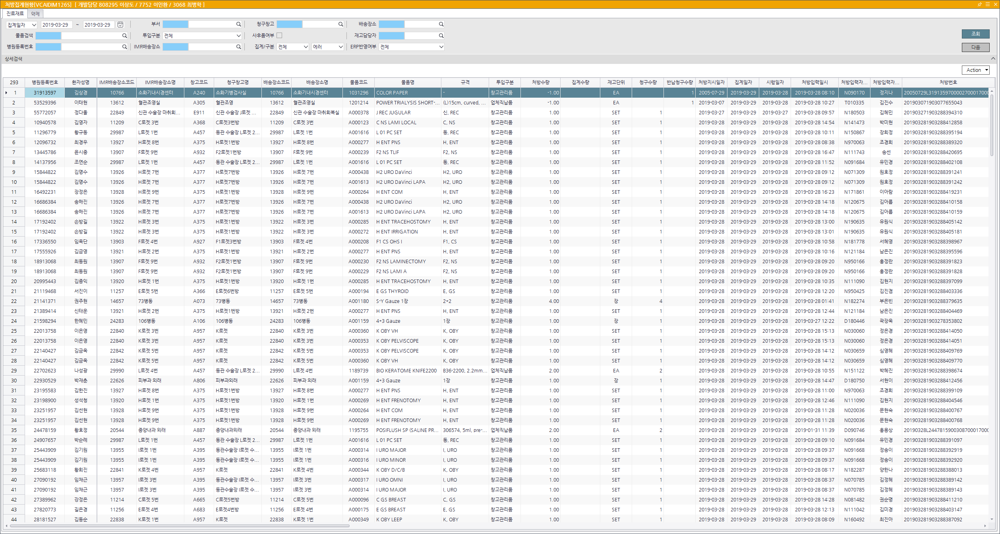 처방집계현황[VCAIDIM126S] [ 개발담당 808295 이상도 / 7752 이인환 / 3068 최병학 ]
진료재료 약제
집계일자 2019-03-29 ~ 2019-03-29 부서 청구창고 배송장소
물품검색 투입구분 전체 사후품여부 재고담당자 조회
병원등록번호 IMR배송장소 집계/구분 전체 에러 ERP반영여부 전체 다음
상세검색
Action
293 병원등록번호 환자성명 IMR배송장소코드 IMR배송장소명 창고코드 청구창고명 배송장소코드 배송장소명 물품코드 물품명 규격 투입구분 처방수량 집계수량 재고단위 청구수량 반납청구수량 처방지시일자 집계일자 시행일자 처방입력일시 처방입력자... 처방입력자... 처방번호
1 31913597 김상경 10766 소화기내시경센터 A240 소화기병검사실 10766 소화기내시경센터 1031296 COLOR PAPER - 창고관리품 -1.00 EA 1 2005-07-29 2019-03-29 2019-03-28 2019-03-28 08:10 N090170 정지나 20050729L3191359700002700017000
2 53529396 이태현 13612 혈관조영실 A305 혈관조영 13612 혈관조영실 1201214 POWER TRIALYSIS SHORT-... (L)15cm, curved, ... 업체직납품 -1.00 EA 1 2019-03-07 2019-03-29 2019-03-28 2019-03-28 10:27 T010335 김진수 201903071903077655043
3 55772057 정다울 22849 신관 수술장 마취회... E911 신관 수술장 J로젯 ... 22849 신관 수술장 마취회복실 A000378 J REC JUGULAR 신, REC 창고관리품 1.00 SET 1 2019-03-27 2019-03-29 2019-03-27 2019-03-28 09:57 N180503 김혜민 201903271903288394310
4 10940578 김영자 11209 C로젯 3번 A368 C로젯3번방 11209 C로젯 3번 A000123 C NS LAMI LOCAL C, NS 창고관리품 1.00 SET 1 2019-03-28 2019-03-29 2019-03-28 2019-03-28 14:54 N141473 박미현 201903281903288412858
5 11296779 황규동 29987 L로젯 1번 A457 동관 수술장 L로젯 2... 29987 L로젯 1번 A001616 L 01 PC SET 동, REC 창고관리품 1.00 SET 1 2019-03-28 2019-03-29 2019-03-28 2019-03-28 10:11 N150867 장희정 201903281903288395194
6 12096732 최경우 13927 H로젯 8번 A375 H로젯1번방 13927 H로젯 8번 A000277 H ENT PNS H, ENT 창고관리품 1.00 SET 1 2019-03-28 2019-03-29 2019-03-28 2019-03-28 08:38 N970063 조경희 201903281903288389320
7 13445786 윤시중 13907 F로젯 9번 A932 F2로젯1번방 13907 F로젯 9번 A000239 F2 NS TLIF F2, NS 창고관리품 1.00 SET 1 2019-03-28 2019-03-29 2019-03-28 2019-03-28 16:47 N111743 송선 201903281903288420695
8 14137956 조연순 29987 L로젯 1번 A457 동관 수술장 L로젯 2... 29987 L로젯 1번 A001616 L 01 PC SET 동, REC 창고관리품 1.00 SET 1 2019-03-28 2019-03-29 2019-03-28 2019-03-28 11:52 N091684 유민경 201903281903288402108
9 15844822 김명수 13926 H로젯 7번 A377 H로젯7번방 13926 H로젯 7번 A000438 H2 URO DaVinci H2, URO 창고관리품 1.00 SET 1 2019-03-28 2019-03-29 2019-03-28 2019-03-28 09:12 N071309 원호정 201903281903288391241
10 15844822 김명수 13926 H로젯 7번 A377 H로젯7번방 13926 H로젯 7번 A001613 H2 URO DaVinci LAPA H2, URO 창고관리품 1.00 SET 1 2019-03-28 2019-03-29 2019-03-28 2019-03-28 09:12 N071309 원호정 201903281903288391242
11 16492231 장정은 13928 H로젯 9번 A375 H로젯1번방 13928 H로젯 9번 A000264 H ENT COM H, ENT 창고관리품 1.00 SET 1 2019-03-28 2019-03-29 2019-03-28 2019-03-28 16:23 N171861 이아람 201903281903288419231
12 16686384 송해진 13926 H로젯 7번 A377 H로젯7번방 13926 H로젯 7번 A000438 H2 URO DaVinci H2, URO 창고관리품 1.00 SET 1 2019-03-28 2019-03-29 2019-03-28 2019-03-28 14:18 N120675 김아름 201903281903288410158
13 16686384 송해진 13926 H로젯 7번 A377 H로젯7번방 13926 H로젯 7번 A001613 H2 URO DaVinci LAPA H2, URO 창고관리품 1.00 SET 1 2019-03-28 2019-03-29 2019-03-28 2019-03-28 14:18 N120675 김아름 201903281903288410159
14 17192402 손방길 13922 H로젯 3번 A375 H로젯1번방 13922 H로젯 3번 A000285 H ENT TRACEHOSTOMY H, ENT 창고관리품 1.00 SET 1 2019-03-28 2019-03-29 2019-03-28 2019-03-28 13:00 N190635 유원식 201903281903288405142
15 17192402 손방길 13922 H로젯 3번 A375 H로젯1번방 13922 H로젯 3번 A000272 H ENT IRRIGATION H, ENT 창고관리품 1.00 SET 1 2019-03-28 2019-03-29 2019-03-28 2019-03-28 13:01 N190635 유원식 201903281903288405181
16 17336550 임옥단 13903 F로젯 4번 A927 F1로젯3번방 13903 F로젯 4번 A000208 F1 CS OHS I F1, CS 창고관리품 1.00 SET 1 2019-03-28 2019-03-29 2019-03-28 2019-03-28 10:58 N181778 서혜영 201903281903288398967
17 17555926 김금영 13921 H로젯 2번 A375 H로젯1번방 13921 H로젯 2번 A000277 H ENT PNS H, ENT 창고관리품 1.00 SET 1 2019-03-28 2019-03-29 2019-03-28 2019-03-28 10:16 N121184 남은진 201903281903288395596
18 18913068 최동원 13907 F로젯 9번 A932 F2로젯1번방 13907 F로젯 9번 A000230 F2 NS LAMINECTOMY F2, NS 창고관리품 1.00 SET 1 2019-03-28 2019-03-29 2019-03-28 2019-03-28 09:20 N950166 홍정란 201903281903288391823
19 18913068 최동원 13907 F로젯 9번 A932 F2로젯1번방 13907 F로젯 9번 A000229 F2 NS LAMI A F2, NS 창고관리품 1.00 SET 1 2019-03-28 2019-03-29 2019-03-28 2019-03-28 09:20 N950166 홍정란 201903281903288391828
20 20995443 김종익 13920 H로젯 1번 A375 H로젯1번방 13920 H로젯 1번 A000285 H ENT TRACEHOSTOMY H, ENT 창고관리품 1.00 SET 1 2019-03-28 2019-03-29 2019-03-28 2019-03-28 10:35 N111090 김현지 201903281903288397099
21 21119468 서진이 11257 E로젯 5번 A366 E로젯6번방 11257 E로젯 5번 A000194 E GS THYROID E, GS 창고관리품 1.00 SET 1 2019-03-28 2019-03-29 2019-03-28 2019-03-28 12:20 N950425 김진겸 201903281903288403336
22 21141371 권주현 14657 73병동 A073 73병동 14657 73병동 A001180 S-Y Gauze 1장 2*2 창고관리품 4.00 장 4 2019-03-28 2019-03-29 2019-03-28 2019-03-28 01:41 N182274 부은빈 201903281903288379635
23 21389414 신태운 13921 H로젯 2번 A375 H로젯1번방 13921 H로젯 2번 A000277 H ENT PNS H, ENT 창고관리품 1.00 SET 1 2019-03-28 2019-03-29 2019-03-28 2019-03-28 12:44 N121184 남은진 201903281903288404469
24 21598294 한혜민 24283 106병동 A106 106병동 24283 106병동 A001159 4*3 Gauze 1장 창고관리품 1.00 장 1 2019-03-28 2019-03-29 2019-03-28 2019-03-27 12:22 D180446 곽장욱 201903281903278353802
25 22013758 이은영 22840 K로젯 3번 A957 K로젯 22840 K로젯 3번 A000360 K OBY VH K, OBY 창고관리품 1.00 SET 1 2019-03-28 2019-03-29 2019-03-28 2019-03-28 15:13 N030060 정은경 201903281903288414050
26 22013758 이은영 22840 K로젯 3번 A957 K로젯 22840 K로젯 3번 A000353 K OBY PELVISCOPE K, OBY 창고관리품 1.00 SET 1 2019-03-28 2019-03-29 2019-03-28 2019-03-28 15:13 N030060 정은경 201903281903288414051
27 22140427 김금옥 22842 K로젯 5번 A957 K로젯 22842 K로젯 5번 A000353 K OBY PELVISCOPE K, OBY 창고관리품 1.00 SET 1 2019-03-28 2019-03-29 2019-03-28 2019-03-28 14:12 N030659 심영혜 201903281903288409769
28 22140427 김금옥 22842 K로젯 5번 A957 K로젯 22842 K로젯 5번 A000360 K OBY VH K, OBY 창고관리품 1.00 SET 1 2019-03-28 2019-03-29 2019-03-28 2019-03-28 14:12 N030659 심영혜 201903281903288409770
29 22702623 나성광 29990 L로젯 4번 A457 동관 수술장 L로젯 2... 29990 L로젯 4번 1189739 BIO KERATOME KNIFE2200 B36-2200, 2.2mm... 업체직납품 2.00 EA 2 2019-03-28 2019-03-29 2019-03-28 2019-03-28 10:55 N151122 박혜진 201903281903288398674
30 22930529 박재춘 22626 피부과 외래 A806 피부과외래 22626 피부과 외래 A001159 4*3 Gauze 1장 창고관리품 1.00 장 1 2019-03-28 2019-03-29 2019-03-28 2019-03-28 14:47 D180750 서현이 201903281903288412456
31 23195583 김한진 13927 H로젯 8번 A375 H로젯1번방 13927 H로젯 8번 A000277 H ENT PNS H, ENT 창고관리품 1.00 SET 1 2019-03-28 2019-03-29 2019-03-28 2019-03-28 11:00 N970063 조경희 201903281903288399109
32 23198900 성석청 13920 H로젯 1번 A375 H로젯1번방 13920 H로젯 1번 A000269 H ENT FRENOTOMY H, ENT 창고관리품 1.00 SET 1 2019-03-28 2019-03-29 2019-03-28 2019-03-28 12:46 N111090 김현지 201903281903288404546
33 23251957 김선현 13928 H로젯 9번 A375 H로젯1번방 13928 H로젯 9번 A000264 H ENT COM H, ENT 창고관리품 1.00 SET 1 2019-03-28 2019-03-29 2019-03-28 2019-03-28 11:28 N020036 문현숙 201903281903288400767
34 23251957 김선현 13928 H로젯 9번 A375 H로젯1번방 13928 H로젯 9번 A000269 H ENT FRENOTOMY H, ENT 창고관리품 1.00 SET 1 2019-03-28 2019-03-29 2019-03-28 2019-03-28 11:28 N020036 문현숙 201903281903288400768
35 24478159 황호정 20544 종양내과 외래 A887 종양내과외래 20544 종양내과 외래 1195755 POSIFLUSH SP (SALINE PR... 306574, 5ml, pre-... 업체직납품 2.00 EA 2 2019-03-28 2019-03-29 2019-03-28 2019-01-31 11:39 D090746 홍용상 20190328L2447815900308700017000
36 24907657 박순례 29987 L로젯 1번 A457 동관 수술장 L로젯 2... 29987 L로젯 1번 A001616 L 01 PC SET 동, REC 창고관리품 1.00 SET 1 2019-03-28 2019-03-29 2019-03-28 2019-03-28 09:10 N091684 유민경 201903281903288391097
37 25443909 김기원 13955 I로젯 1번 A395 동관수술장 I로젯 수... 13955 I로젯 1번 A000314 I URO MAJOR I, URO 창고관리품 1.00 SET 1 2019-03-28 2019-03-29 2019-03-28 2019-03-28 09:37 N091668 정송이 201903281903288392919
38 25443909 김기원 13955 I로젯 1번 A395 동관수술장 I로젯 수... 13955 I로젯 1번 A000316 I URO MINOR I, URO 창고관리품 1.00 SET 1 2019-03-28 2019-03-29 2019-03-28 2019-03-28 09:37 N091668 정송이 201903281903288392920
39 25683118 황희진 22841 K로젯 4번 A957 K로젯 22841 K로젯 4번 A000344 K OBY D/C/B K, OBY 창고관리품 1.00 SET 1 2019-03-28 2019-03-29 2019-03-28 2019-03-28 08:17 N182287 양한나 201903281903288388013
40 27090192 임채근 13957 I로젯 3번 A395 동관수술장 I로젯 수... 13957 I로젯 3번 A000317 I URO OMNI I, URO 창고관리품 1.00 SET 1 2019-03-28 2019-03-29 2019-03-28 2019-03-28 08:37 N070785 김정혜 201903281903288389142
41 27090192 임채근 13957 I로젯 3번 A395 동관수술장 I로젯 수... 13957 I로젯 3번 A000314 I URO MAJOR I, URO 창고관리품 1.00 SET 1 2019-03-28 2019-03-29 2019-03-28 2019-03-28 08:37 N070785 김정혜 201903281903288389143
42 27389962 강정은 11214 C로젯 5번 A665 C로젯5번방 11214 C로젯 5번 A000096 C GS BREAST C, GS 창고관리품 1.00 SET 1 2019-03-28 2019-03-29 2019-03-28 2019-03-28 14:28 N081482 권순명 201903281903288411210
43 27820773 길은경 11256 E로젯 4번 A683 E로젯4번방 11256 E로젯 4번 A000175 E GS BREAST E, GS 창고관리품 1.00 SET 1 2019-03-28 2019-03-29 2019-03-28 2019-03-28 12:13 N111042 김미경 201903281903288403147
44 28181527 김동순 22838 K로젯 1번 A957 K로젯 22838 K로젯 1번 A000349 K OBY LEEP K, OBY 창고관리품 1.00 SET 1 2019-03-28 2019-03-29 2019-03-28 2019-03-28 08:09 N160492 최진아 201903281903288387092